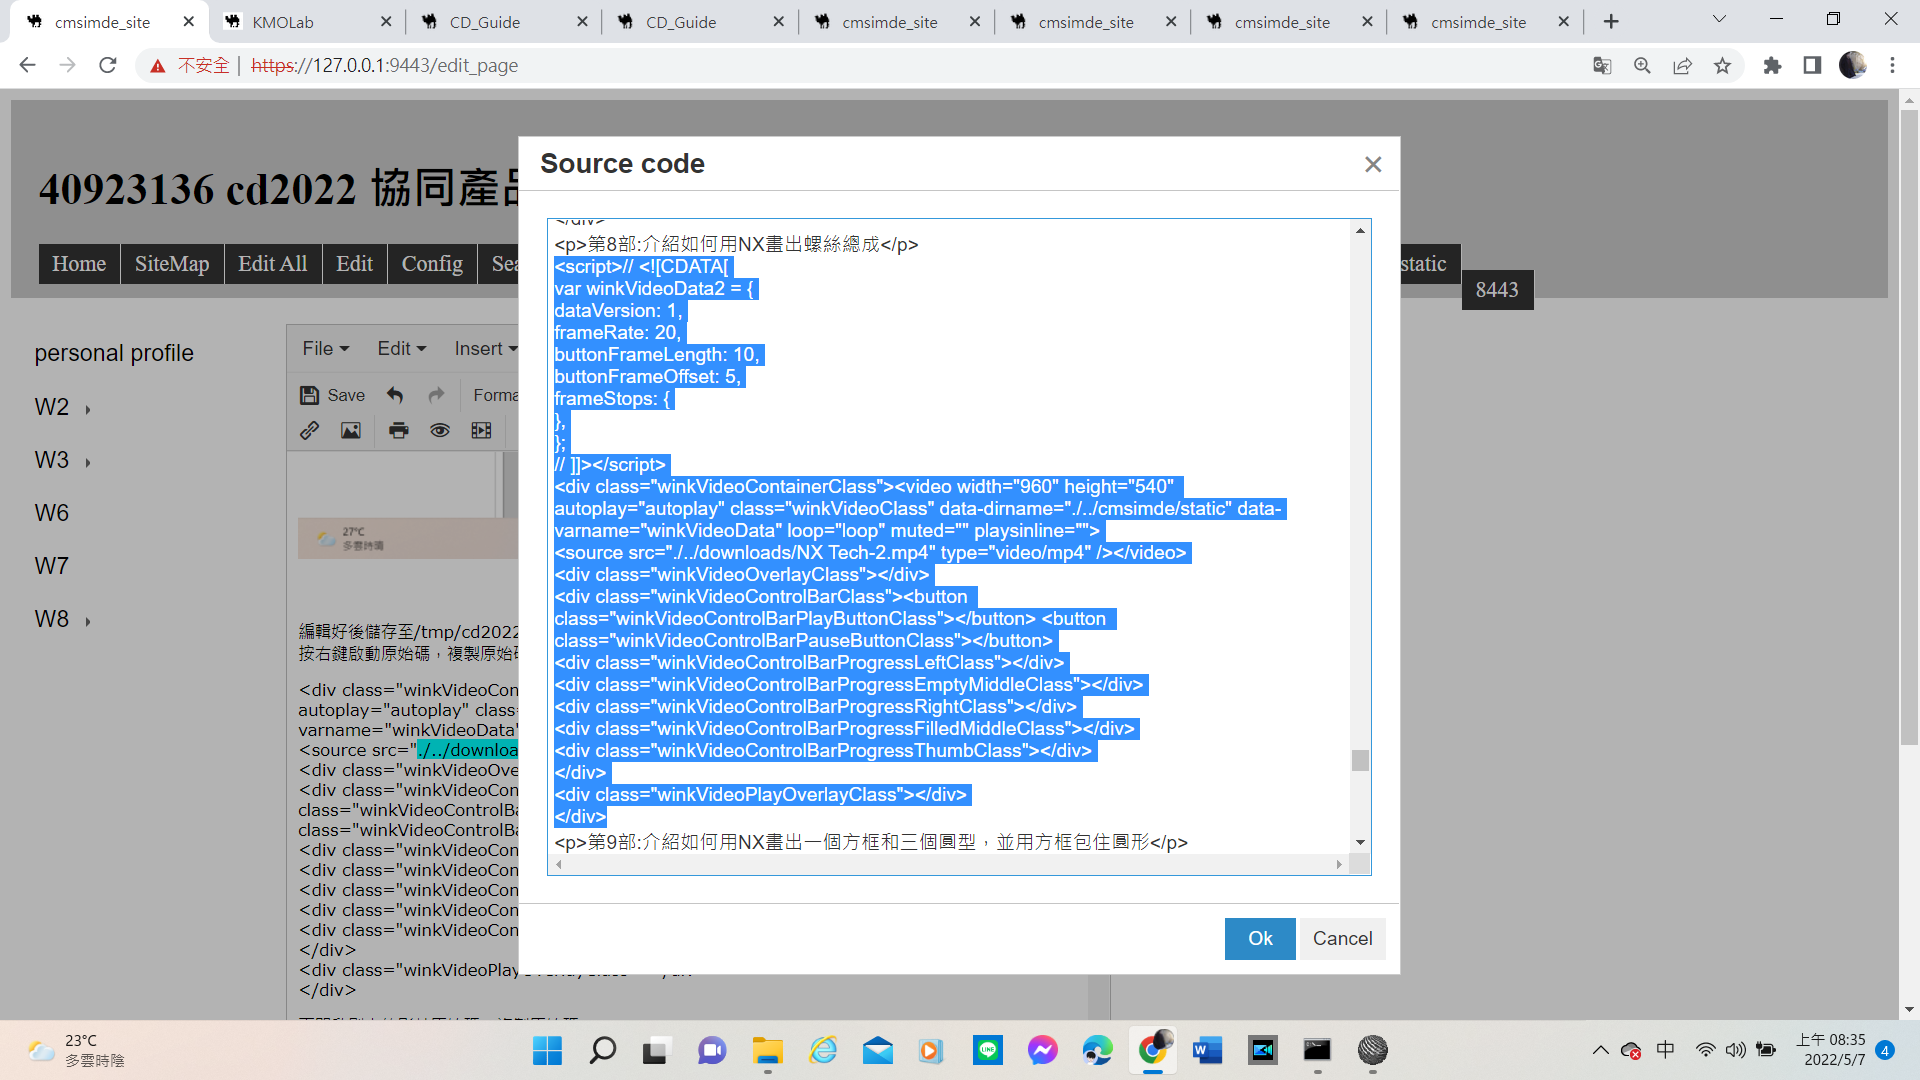 cmsimde_site
KMOLab
CD_Guide
CD_Guide
cmsimde_site
cmsimde_site
cmsimde_site
cmsimde_site
不安全 | https://127.0.0.1:9443/edit_page
40923136 cd2022 協同產品
Home SiteMap Edit All Edit Config Sea static
8443
personal profile
W2
W3
W6
W7
W8
File Edit Insert
Save Forma
27°C
多雲時晴
編輯好後儲存至/tmp/cd2022
按右鍵啟動原始碼，複製原始碼
<div class="winkVideoCon
autoplay="autoplay" class=
varname="winkVideoData"
<source src="./../downloa
<div class="winkVideoOve
<div class="winkVideoCon
class="winkVideoControlBa
class="winkVideoControlBa
<div class="winkVideoCon
<div class="winkVideoCon
<div class="winkVideoCon
<div class="winkVideoCon
<div class="winkVideoCon
</div>
<div class="winkVideoPlay
</div>
Source code
</div>
<p>第8部:介紹如何用NX畫出螺絲總成</p>
<script>// <![CDATA[
var winkVideoData2 = {
dataVersion: 1,
frameRate: 20,
buttonFrameLength: 10,
buttonFrameOffset: 5,
frameStops: {
},
};
// ]]></script>
<div class="winkVideoContainerClass"><video width="960" height="540"
autoplay="autoplay" class="winkVideoClass" data-dirname="./../cmsimde/static" data-
varname="winkVideoData" loop="loop" muted="" playsinline="">
<source src="./../downloads/NX Tech-2.mp4" type="video/mp4" /></video>
<div class="winkVideoOverlayClass"></div>
<div class="winkVideoControlBarClass"><button
class="winkVideoControlBarPlayButtonClass"></button> <button
class="winkVideoControlBarPauseButtonClass"></button>
<div class="winkVideoControlBarProgressLeftClass"></div>
<div class="winkVideoControlBarProgressEmptyMiddleClass"></div>
<div class="winkVideoControlBarProgressRightClass"></div>
<div class="winkVideoControlBarProgressFilledMiddleClass"></div>
<div class="winkVideoControlBarProgressThumbClass"></div>
</div>
<div class="winkVideoPlayOverlayClass"></div>
</div>
<p>第9部:介紹如何用NX畫出一個方框和三個圓型，並用方框包住圓形</p>
Ok
Cancel
23°C
多雲時陰
中
上午 08:35
2022/5/7
4